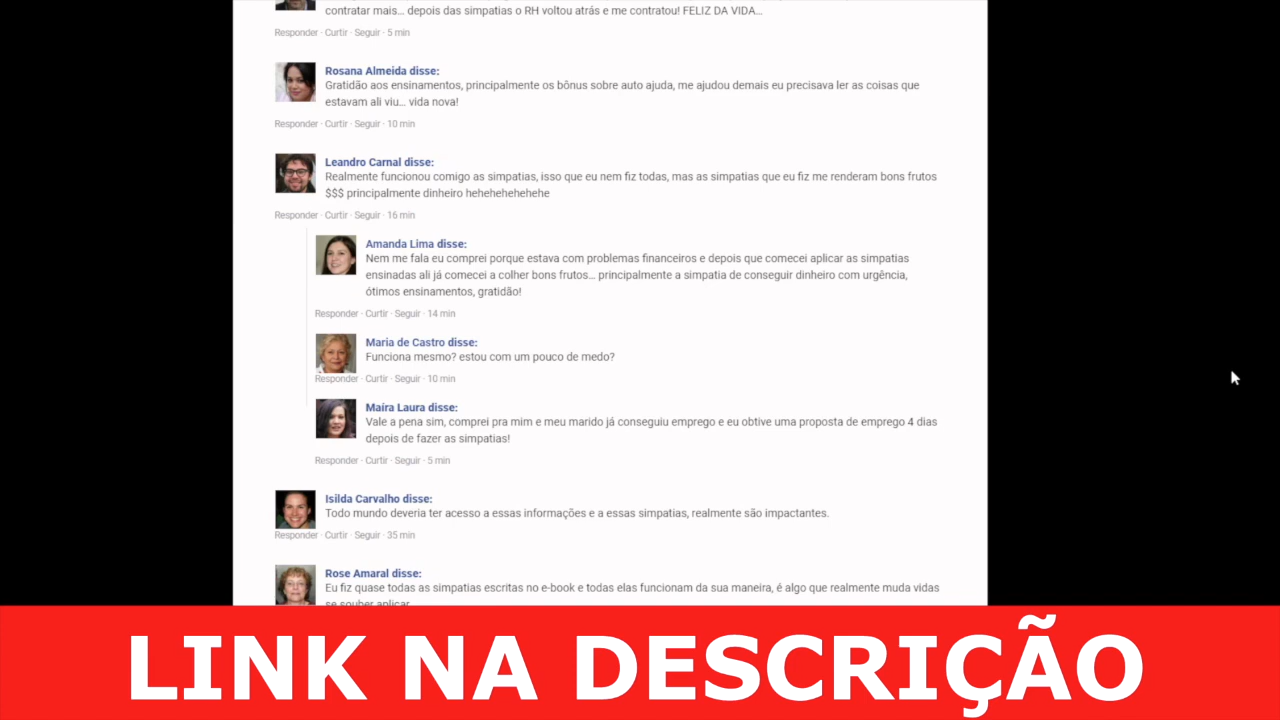 contratar mais... depois das simpatias o RH voltou atrás e me contratou! FELIZ DA VIDA...
Responder · Curtir · Seguir · 5 min
Rosana Almeida disse:
Gratidão aos ensinamentos, principalmente os bônus sobre auto ajuda, me ajudou demais eu precisava ler as coisas que
estavam ali viu... vida nova!
Responder · Curtir · Seguir · 10 min
Leandro Carnal disse:
Realmente funcionou comigo as simpatias, isso que eu nem fiz todas, mas as simpatias que eu fiz me renderam bons frutos
$$$ principalmente dinheiro hehehehehehehe
Responder · Curtir · Seguir · 16 min
Amanda Lima disse:
Nem me fala eu comprei porque estava com problemas financeiros e depois que comecei aplicar as simpatias
ensinadas ali já comecei a colher bons frutos... principalmente a simpatia de conseguir dinheiro com urgência,
ótimos ensinamentos, gratidão!
Responder · Curtir · Seguir · 14 min
Maria de Castro disse:
Funciona mesmo? estou com um pouco de medo?
Responder · Curtir · Seguir · 10 min
Maíra Laura disse:
Vale a pena sim, comprei pra mim e meu marido já conseguiu emprego e eu obtive uma proposta de emprego 4 dias
depois de fazer as simpatias!
Responder · Curtir · Seguir · 5 min
Isilda Carvalho disse:
Todo mundo deveria ter acesso a essas informações e a essas simpatias, realmente são impactantes.
Responder · Curtir · Seguir · 35 min
Rose Amaral disse:
Eu fiz quase todas as simpatias escritas no e-book e todas elas funcionam da sua maneira, é algo que realmente muda vidas
se souber aplicar
LINK NA DESCRIÇÃO